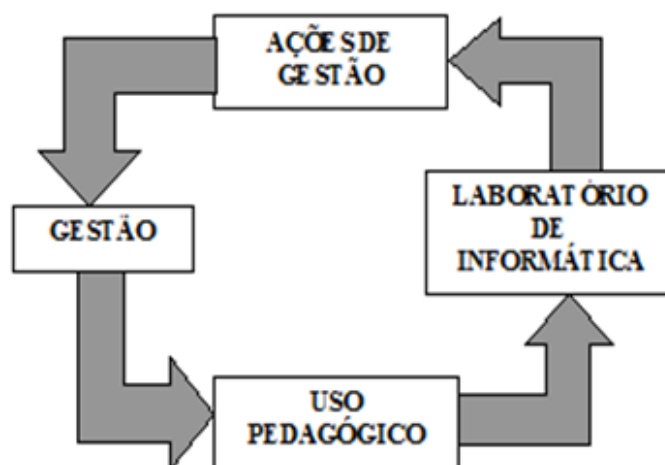 AÇÕES DE
GESTÃO
LABORATÓRIO
DE
INFORMÁTICA
GESTÃO
USO
PEDAGÓGICO